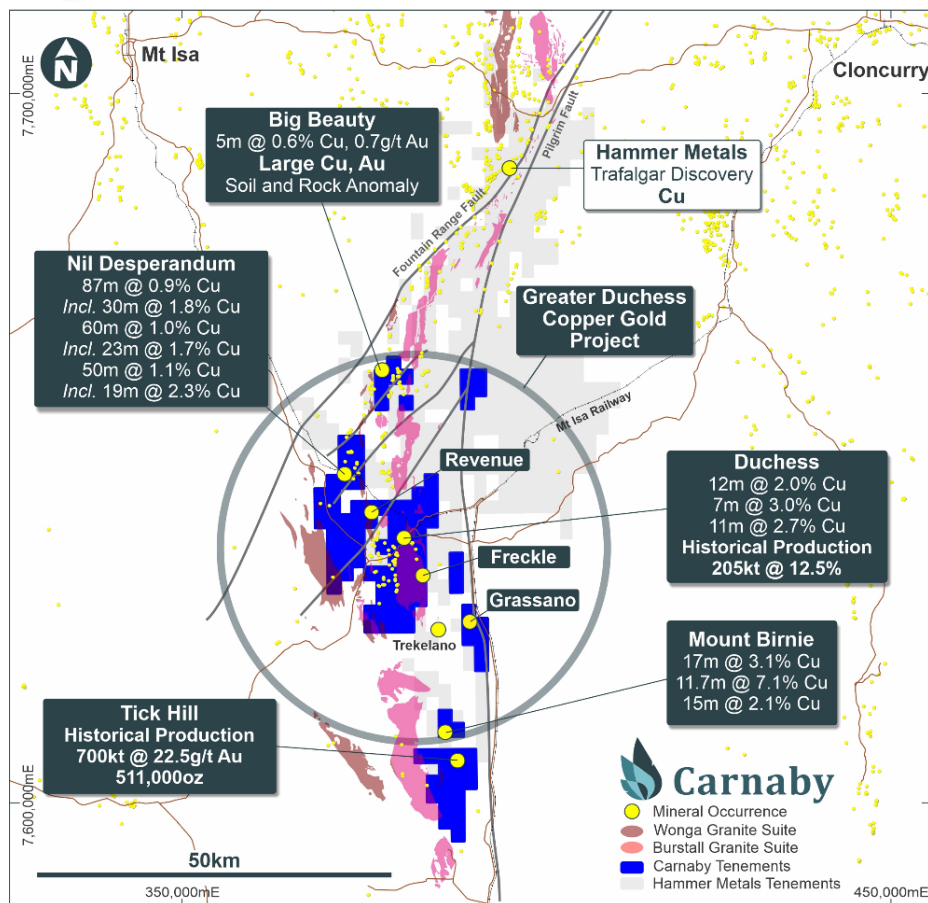 Mt Isa
N
Cloncurry
7,700,000mE
Big Beauty
5m @ 0.6% Cu, 0.7g/t Au
Large Cu, Au
Soil and Rock Anomaly
Pilgrim Fault
Hammer Metals
Trafalgar Discovery
Cu
Fountain Range Fault
Nil Desperandum
87m @ 0.9% Cu
Incl. 30m @ 1.8% Cu
60m @ 1.0% Cu
Incl. 23m @ 1.7% Cu
50m @ 1.1% Cu
Incl. 19m @ 2.3% Cu
Greater Duchess
Copper Gold
Project
Mt Isa Railway
Revenue
Duchess
12m @ 2.0% Cu
7m @ 3.0% Cu
11m @ 2.7% Cu
Historical Production
205kt @ 12.5%
Freckle
Grassano
Trekelano
Mount Birnie
17m @ 3.1% Cu
11.7m @ 7.1% Cu
15m @ 2.1% Cu
Tick Hill
Historical Production
700kt @ 22.5g/t Au
511,000oz
7,600,000mE
Carnaby
Mineral Occurrence
Wonga Granite Suite
Burstall Granite Suite
Carnaby Tenements
Hammer Metals Tenements
50km
350,000mE
450,000mE